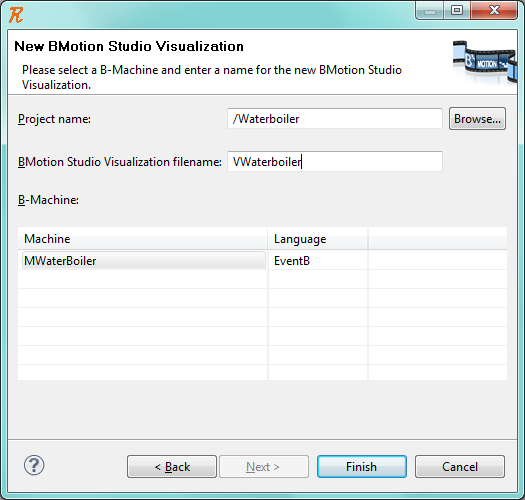 New BMotion Studio Visualization
Please select a B-Machine and enter a name for the new BMotion Studio
Visualization.
B MOTION
Project name: /Waterboiler Browse...
BMotion Studio Visualization filename: VWaterboiler
B-Machine:
Machine Language
MWaterBoiler EventB
? < Back Next > Finish Cancel